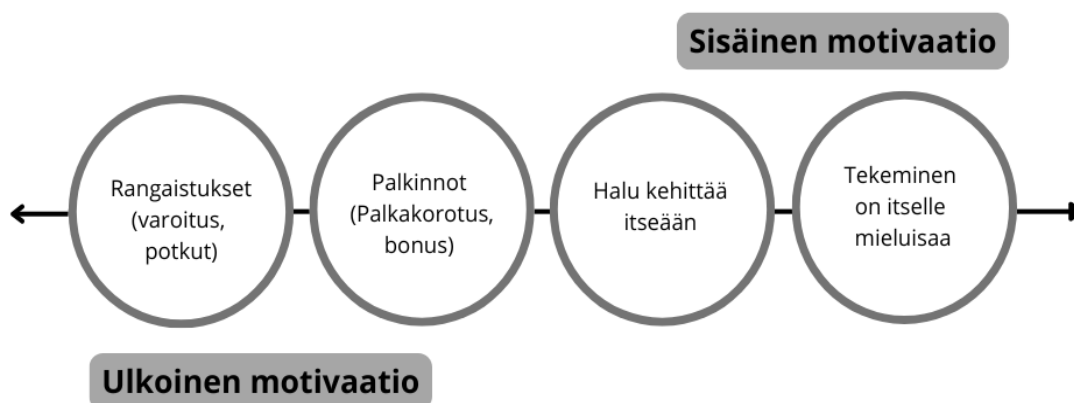 Sisäinen motivaatio
Rangaistukset
(varoitus,
potkut)
Palkinnot
(Palkakorotus,
bonus)
Halu kehittää
itseään
Tekeminen
on itselle
mieluisaa
Ulkoinen motivaatio